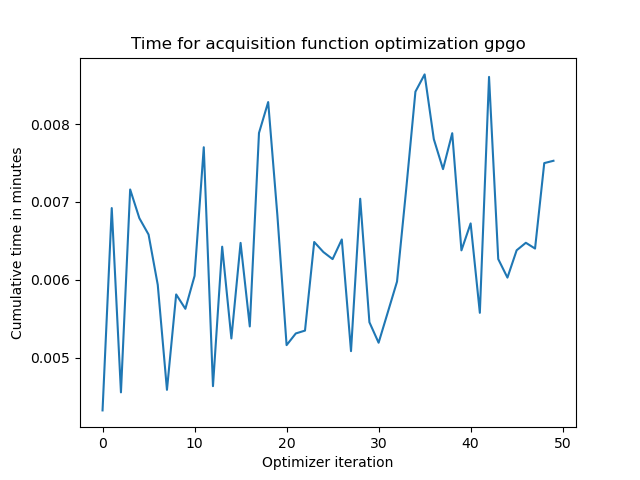 Time for acquisition function optimization gpgo
Cumulative time in minutes
0.008
0.007
0.006
0.005
0 10 20 30 40 50
Optimizer iteration